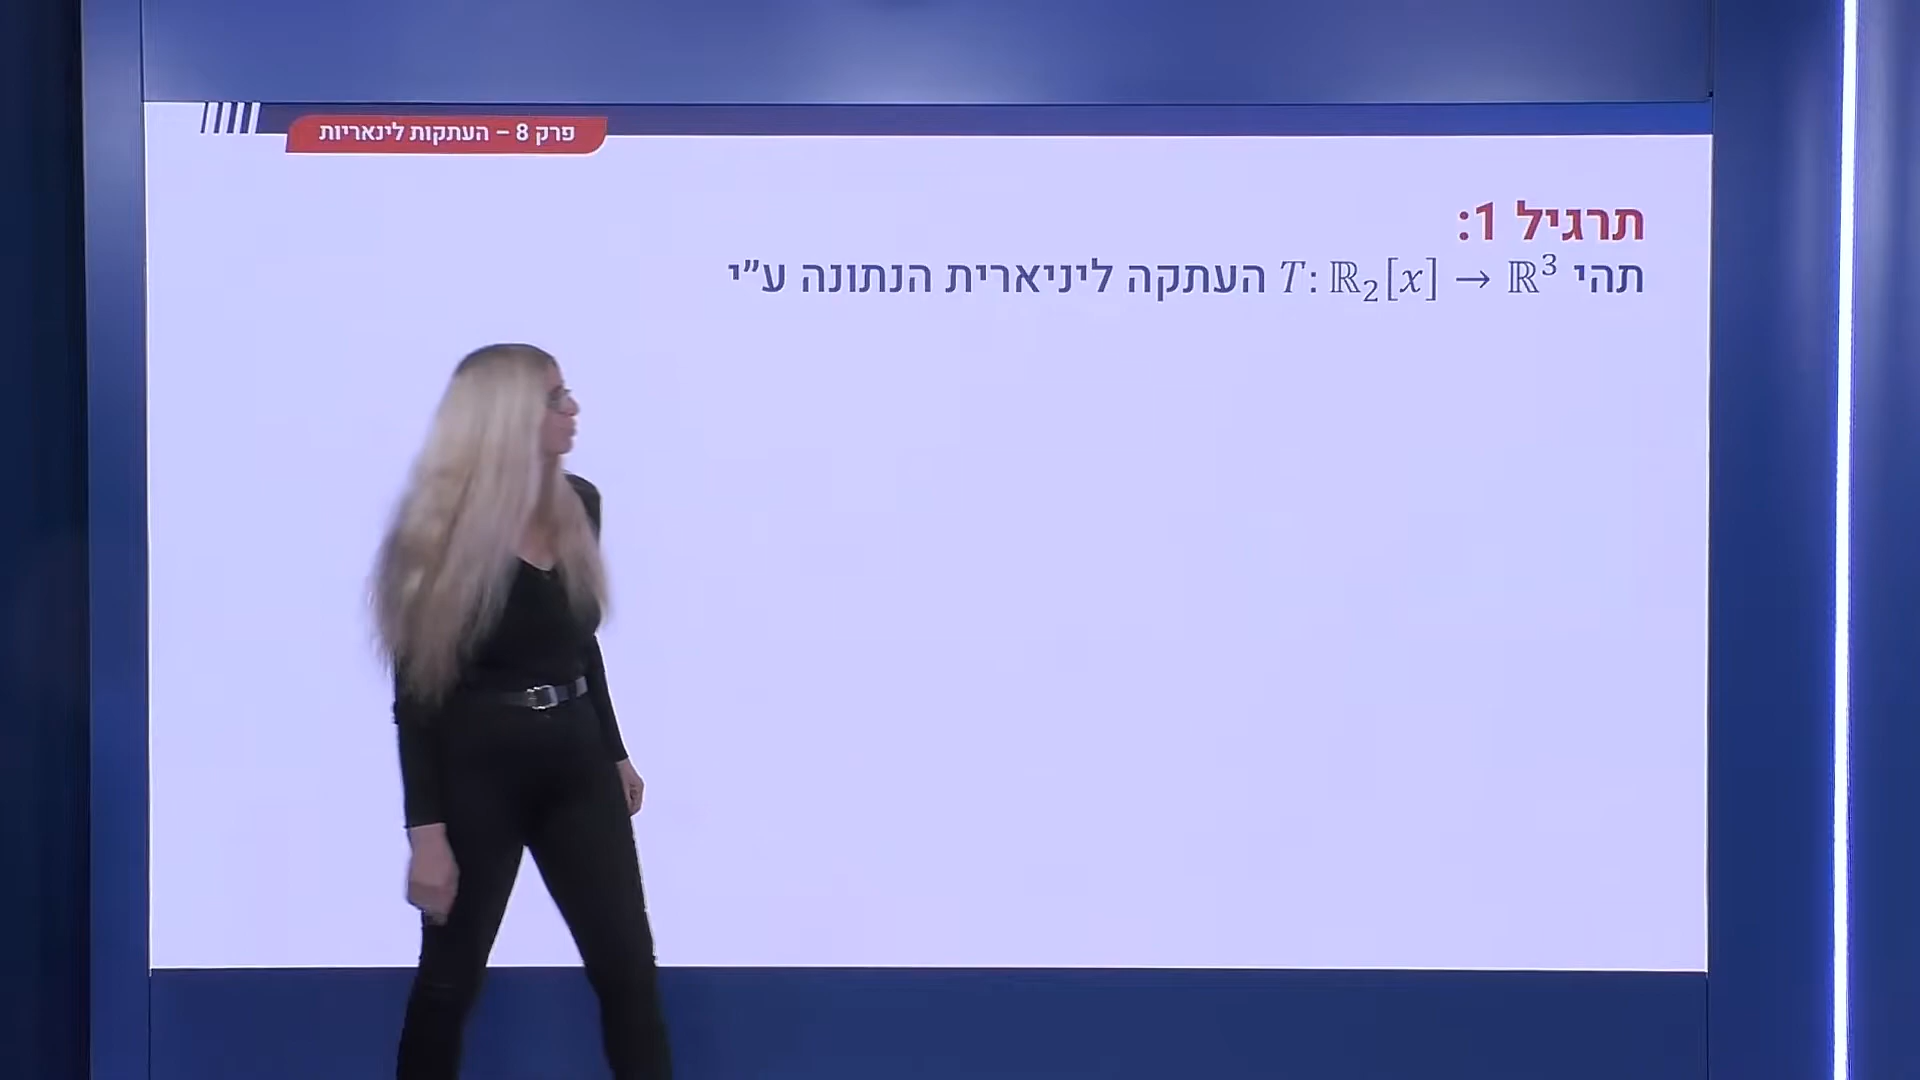 פרק 8 – העתקות לינאריות
תרגיל 1:
תהי T: ℝ₂[x] → ℝ³ העתקה ליניארית הנתונה ע”י